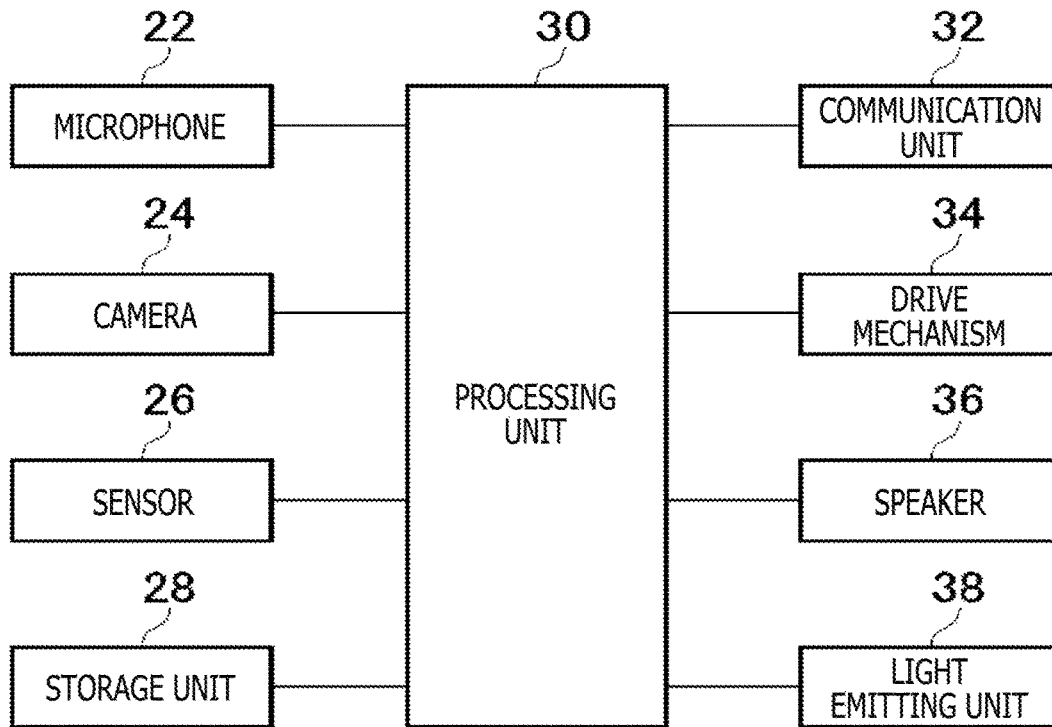 22
30
32
MICROPHONE
COMMUNICATION
UNIT
24
34
CAMERA
DRIVE
MECHANISM
PROCESSING
UNIT
26
36
SENSOR
SPEAKER
28
38
STORAGE UNIT
LIGHT
EMITTING UNIT